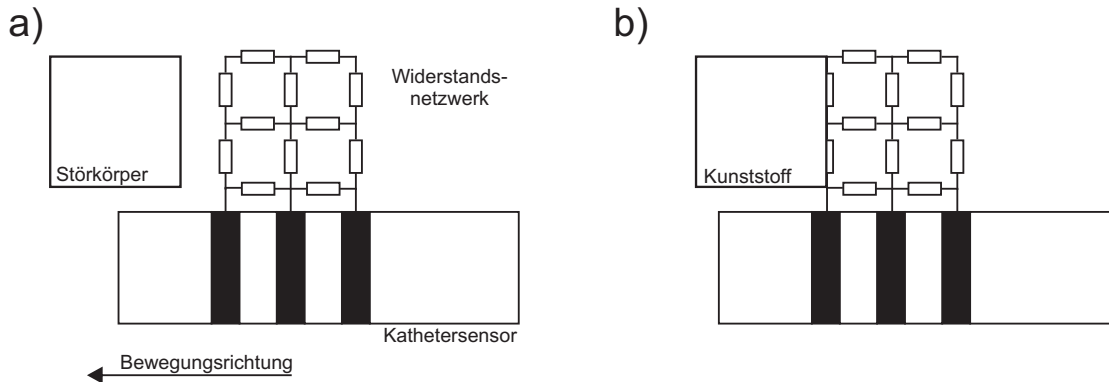 a)
Widerstands-
netzwerk
Störkörper
Kathetersensor
Bewegungsrichtung
b)
Kunststoff